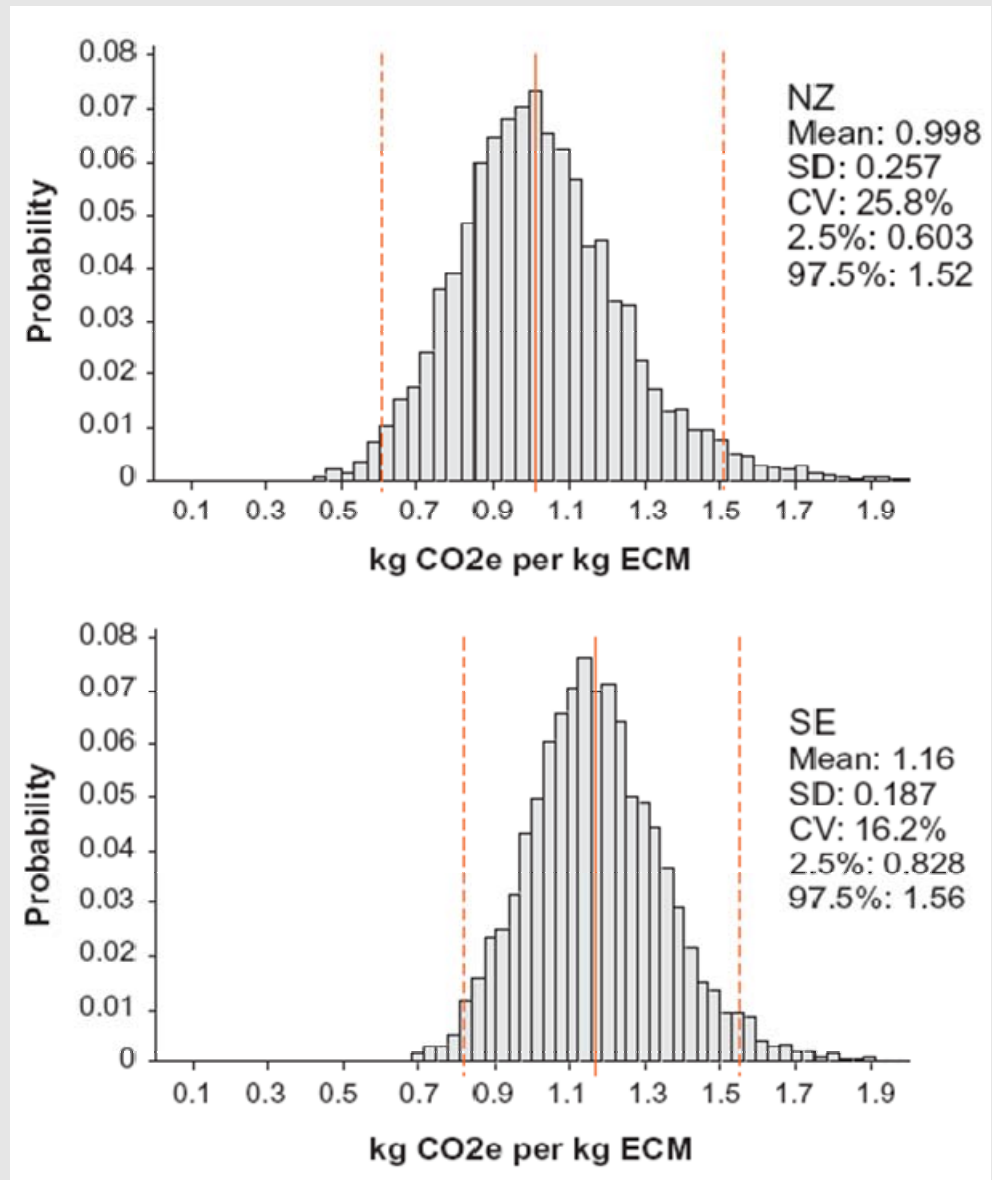 0.08
0.07
0.06
0.05
0.04
0.03
0.02
0.01
0
Probability
NZ
Mean: 0.998
SD: 0.257
CV: 25.8%
2.5%: 0.603
97.5%: 1.52
0.1 0.3 0.5 0.7 0.9 1.1 1.3 1.5 1.7 1.9
kg CO2e per kg ECM
0.08
0.07
0.06
0.05
0.04
0.03
0.02
0.01
0
Probability
SE
Mean: 1.16
SD: 0.187
CV: 16.2%
2.5%: 0.828
97.5%: 1.56
0.1 0.3 0.5 0.7 0.9 1.1 1.3 1.5 1.7 1.9
kg CO2e per kg ECM